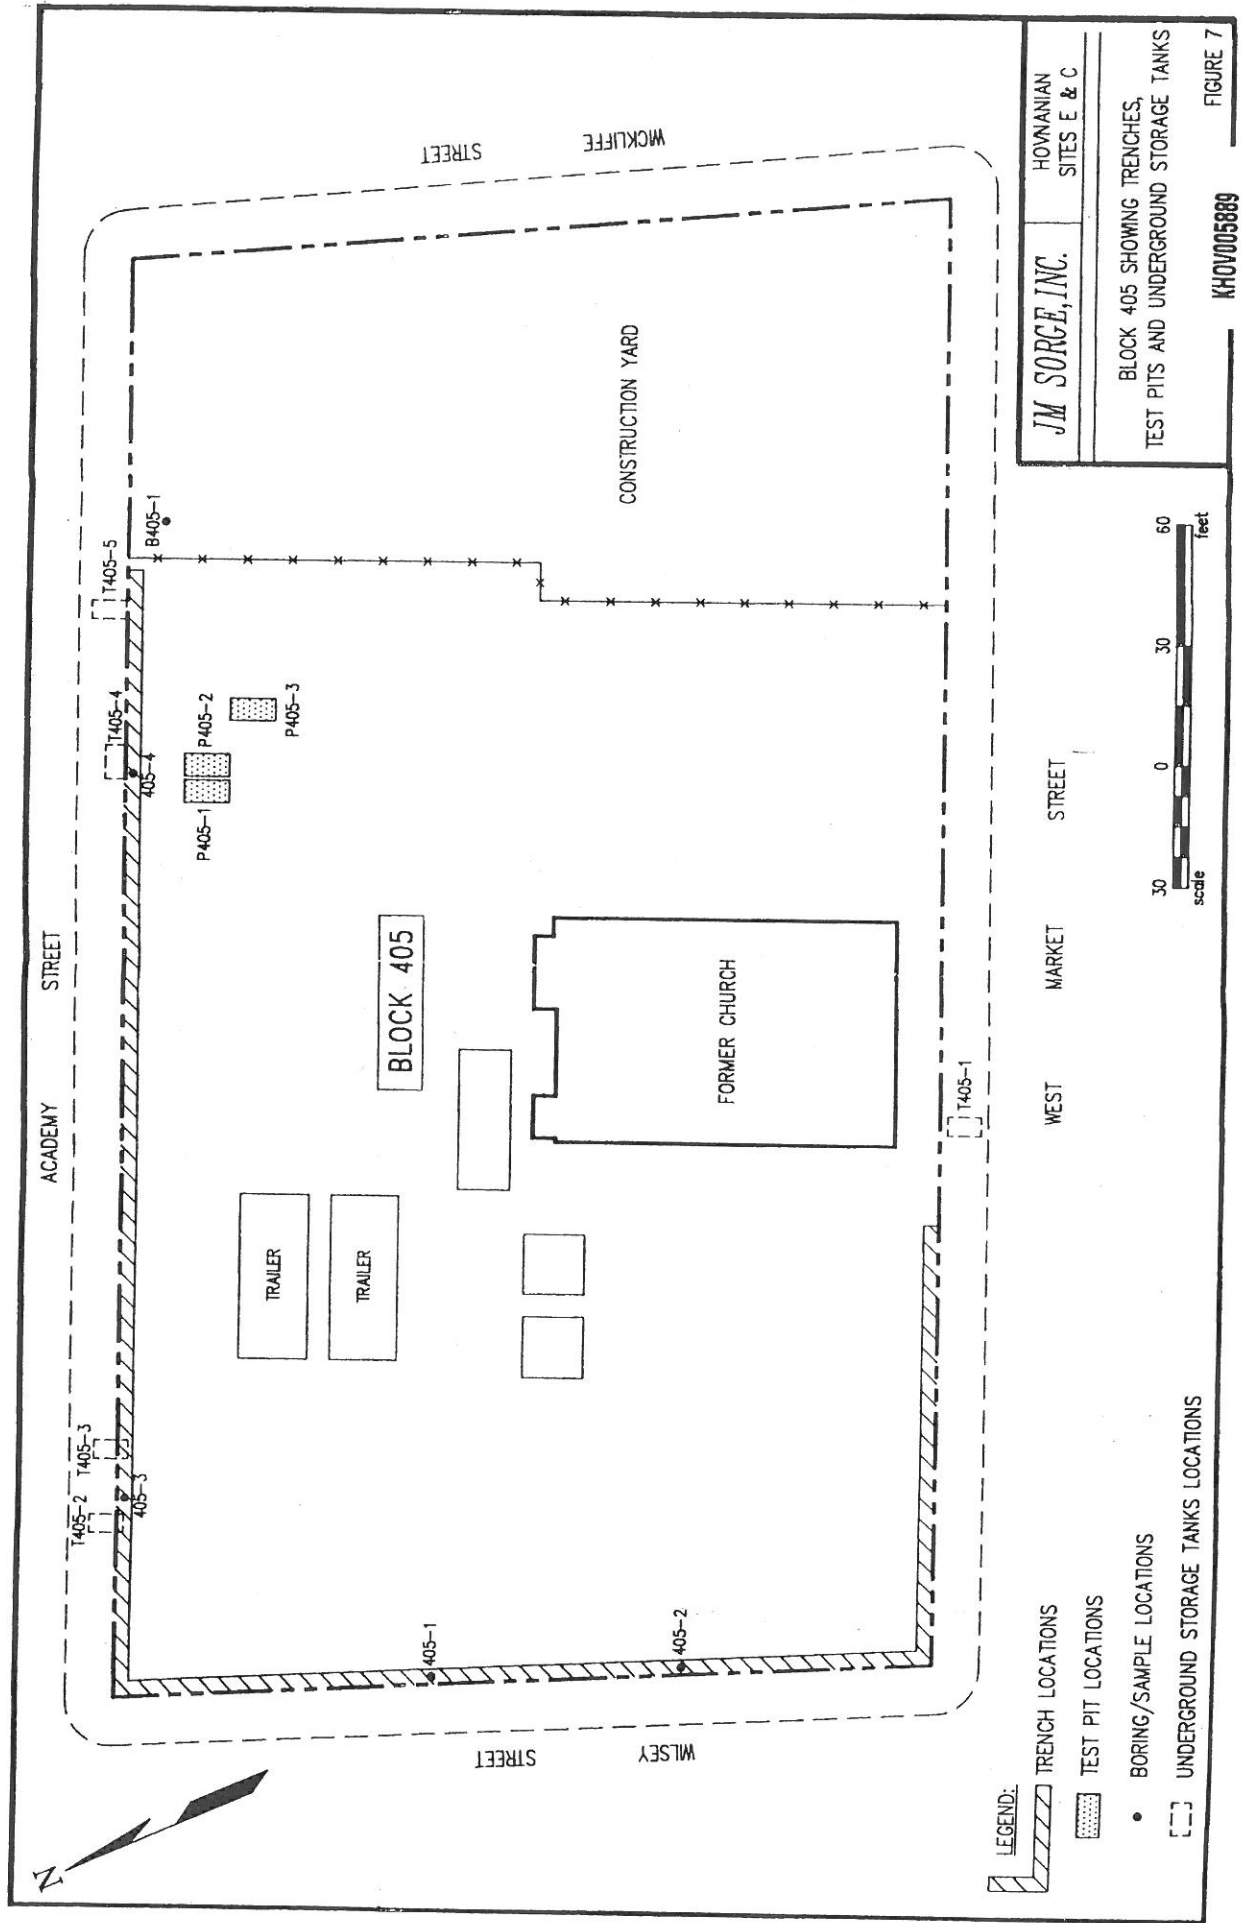 ACADEMY STREET
T405-2
T405-3
T405-4
T405-5
405-3
405-4
B405-1
P405-1
P405-2
P405-3
TRAILER
TRAILER
BLOCK 405
CONSTRUCTION YARD
WICKLIFFE
STREET
WILSEY
STREET
405-1
405-2
FORMER CHURCH
T405-1
WEST MARKET STREET
N
LEGEND:
TRENCH LOCATIONS
TEST PIT LOCATIONS
BORING/SAMPLE LOCATIONS
UNDERGROUND STORAGE TANKS LOCATIONS
30 0 30 60
scale feet
JM SORGE, INC.
HOVNANIAN
SITES E & C
BLOCK 405 SHOWING TRENCHES,
TEST PITS AND UNDERGROUND STORAGE TANKS
FIGURE 7
KHOV005889